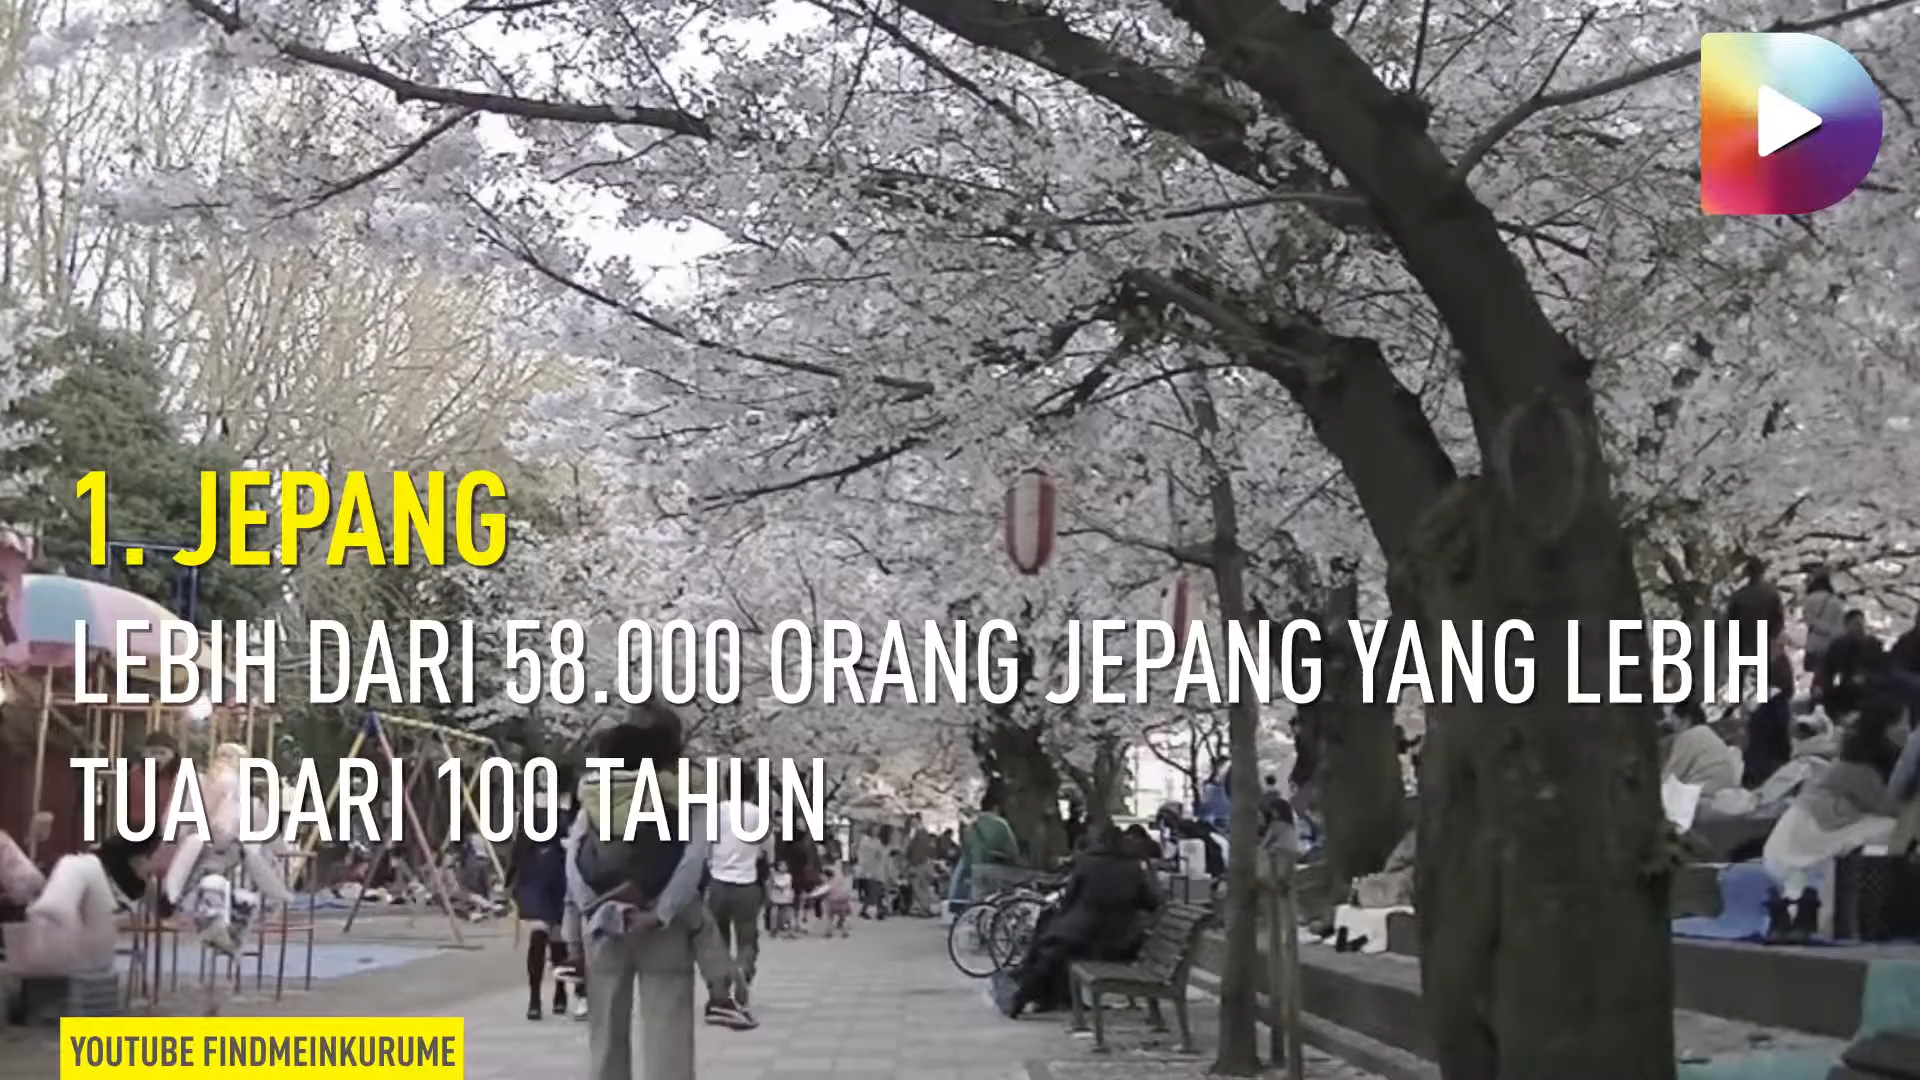 1. JEPANG
LEBIH DARI 58.000 ORANG JEPANG YANG LEBIH
TUA DARI 100 TAHUN
YOUTUBE FINDMEINKURUME